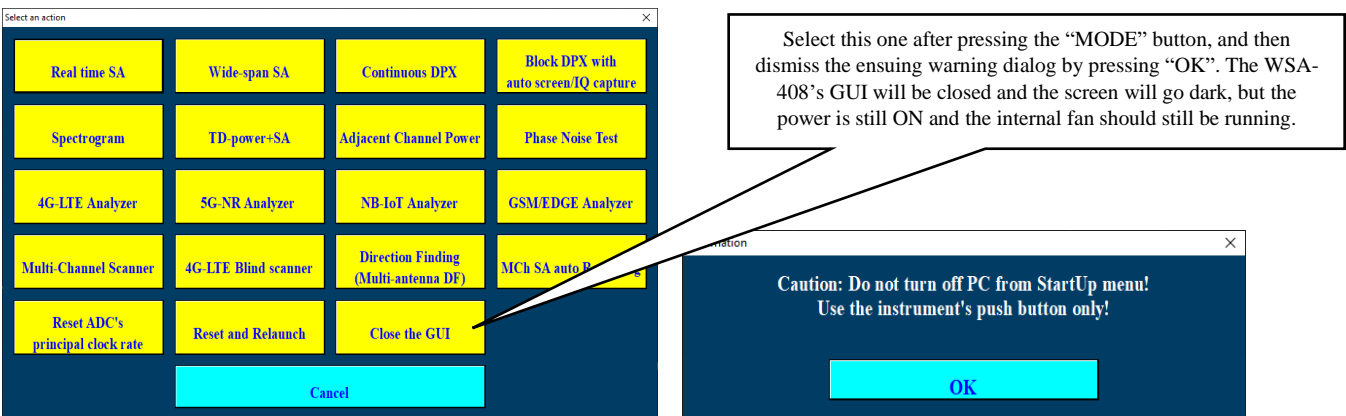 Select an action
Real time SA
Wide-span SA
Continuous DPX
Block DPX with
auto screen/IQ capture
Spectrogram
TD-power+SA
Adjacent Channel Power
Phase Noise Test
4G-LTE Analyzer
5G-NR Analyzer
NB-IoT Analyzer
GSM/EDGE Analyzer
Multi-Channel Scanner
4G-LTE Blind scanner
Direction Finding
(Multi-antenna DF)
MCh SA auto
Reset ADC's
principal clock rate
Reset and Relaunch
Close the GUI
Cancel
Select this one after pressing the “MODE” button, and then
dismiss the ensuing warning dialog by pressing “OK”. The WSA-
408’s GUI will be closed and the screen will go dark, but the
power is still ON and the internal fan should still be running.
Caution: Do not turn off PC from StartUp menu!
Use the instrument's push button only!
OK